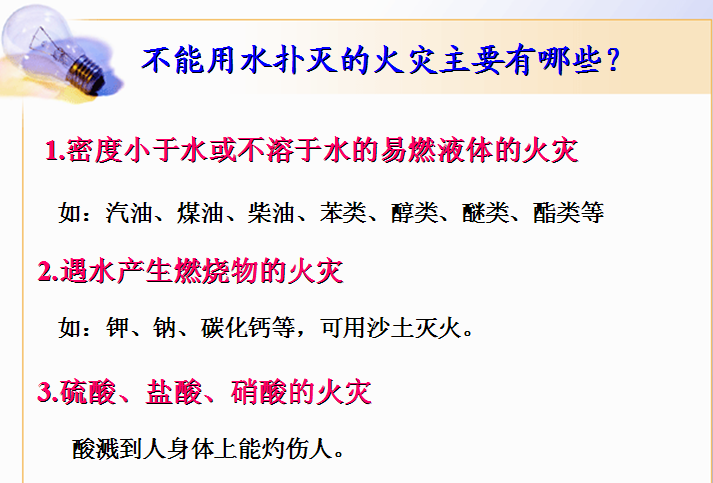 不能用水扑灭的火灾主要有哪些？
1.密度小于水或不溶于水的易燃液体的火灾
如：汽油、煤油、柴油、苯类、醇类、醚类、酯类等
2.遇水产生燃烧物的火灾
如：钾、钠、碳化钙等，可用沙土灭火。
3.硫酸、盐酸、硝酸的火灾
酸溅到人身体上能灼伤人。